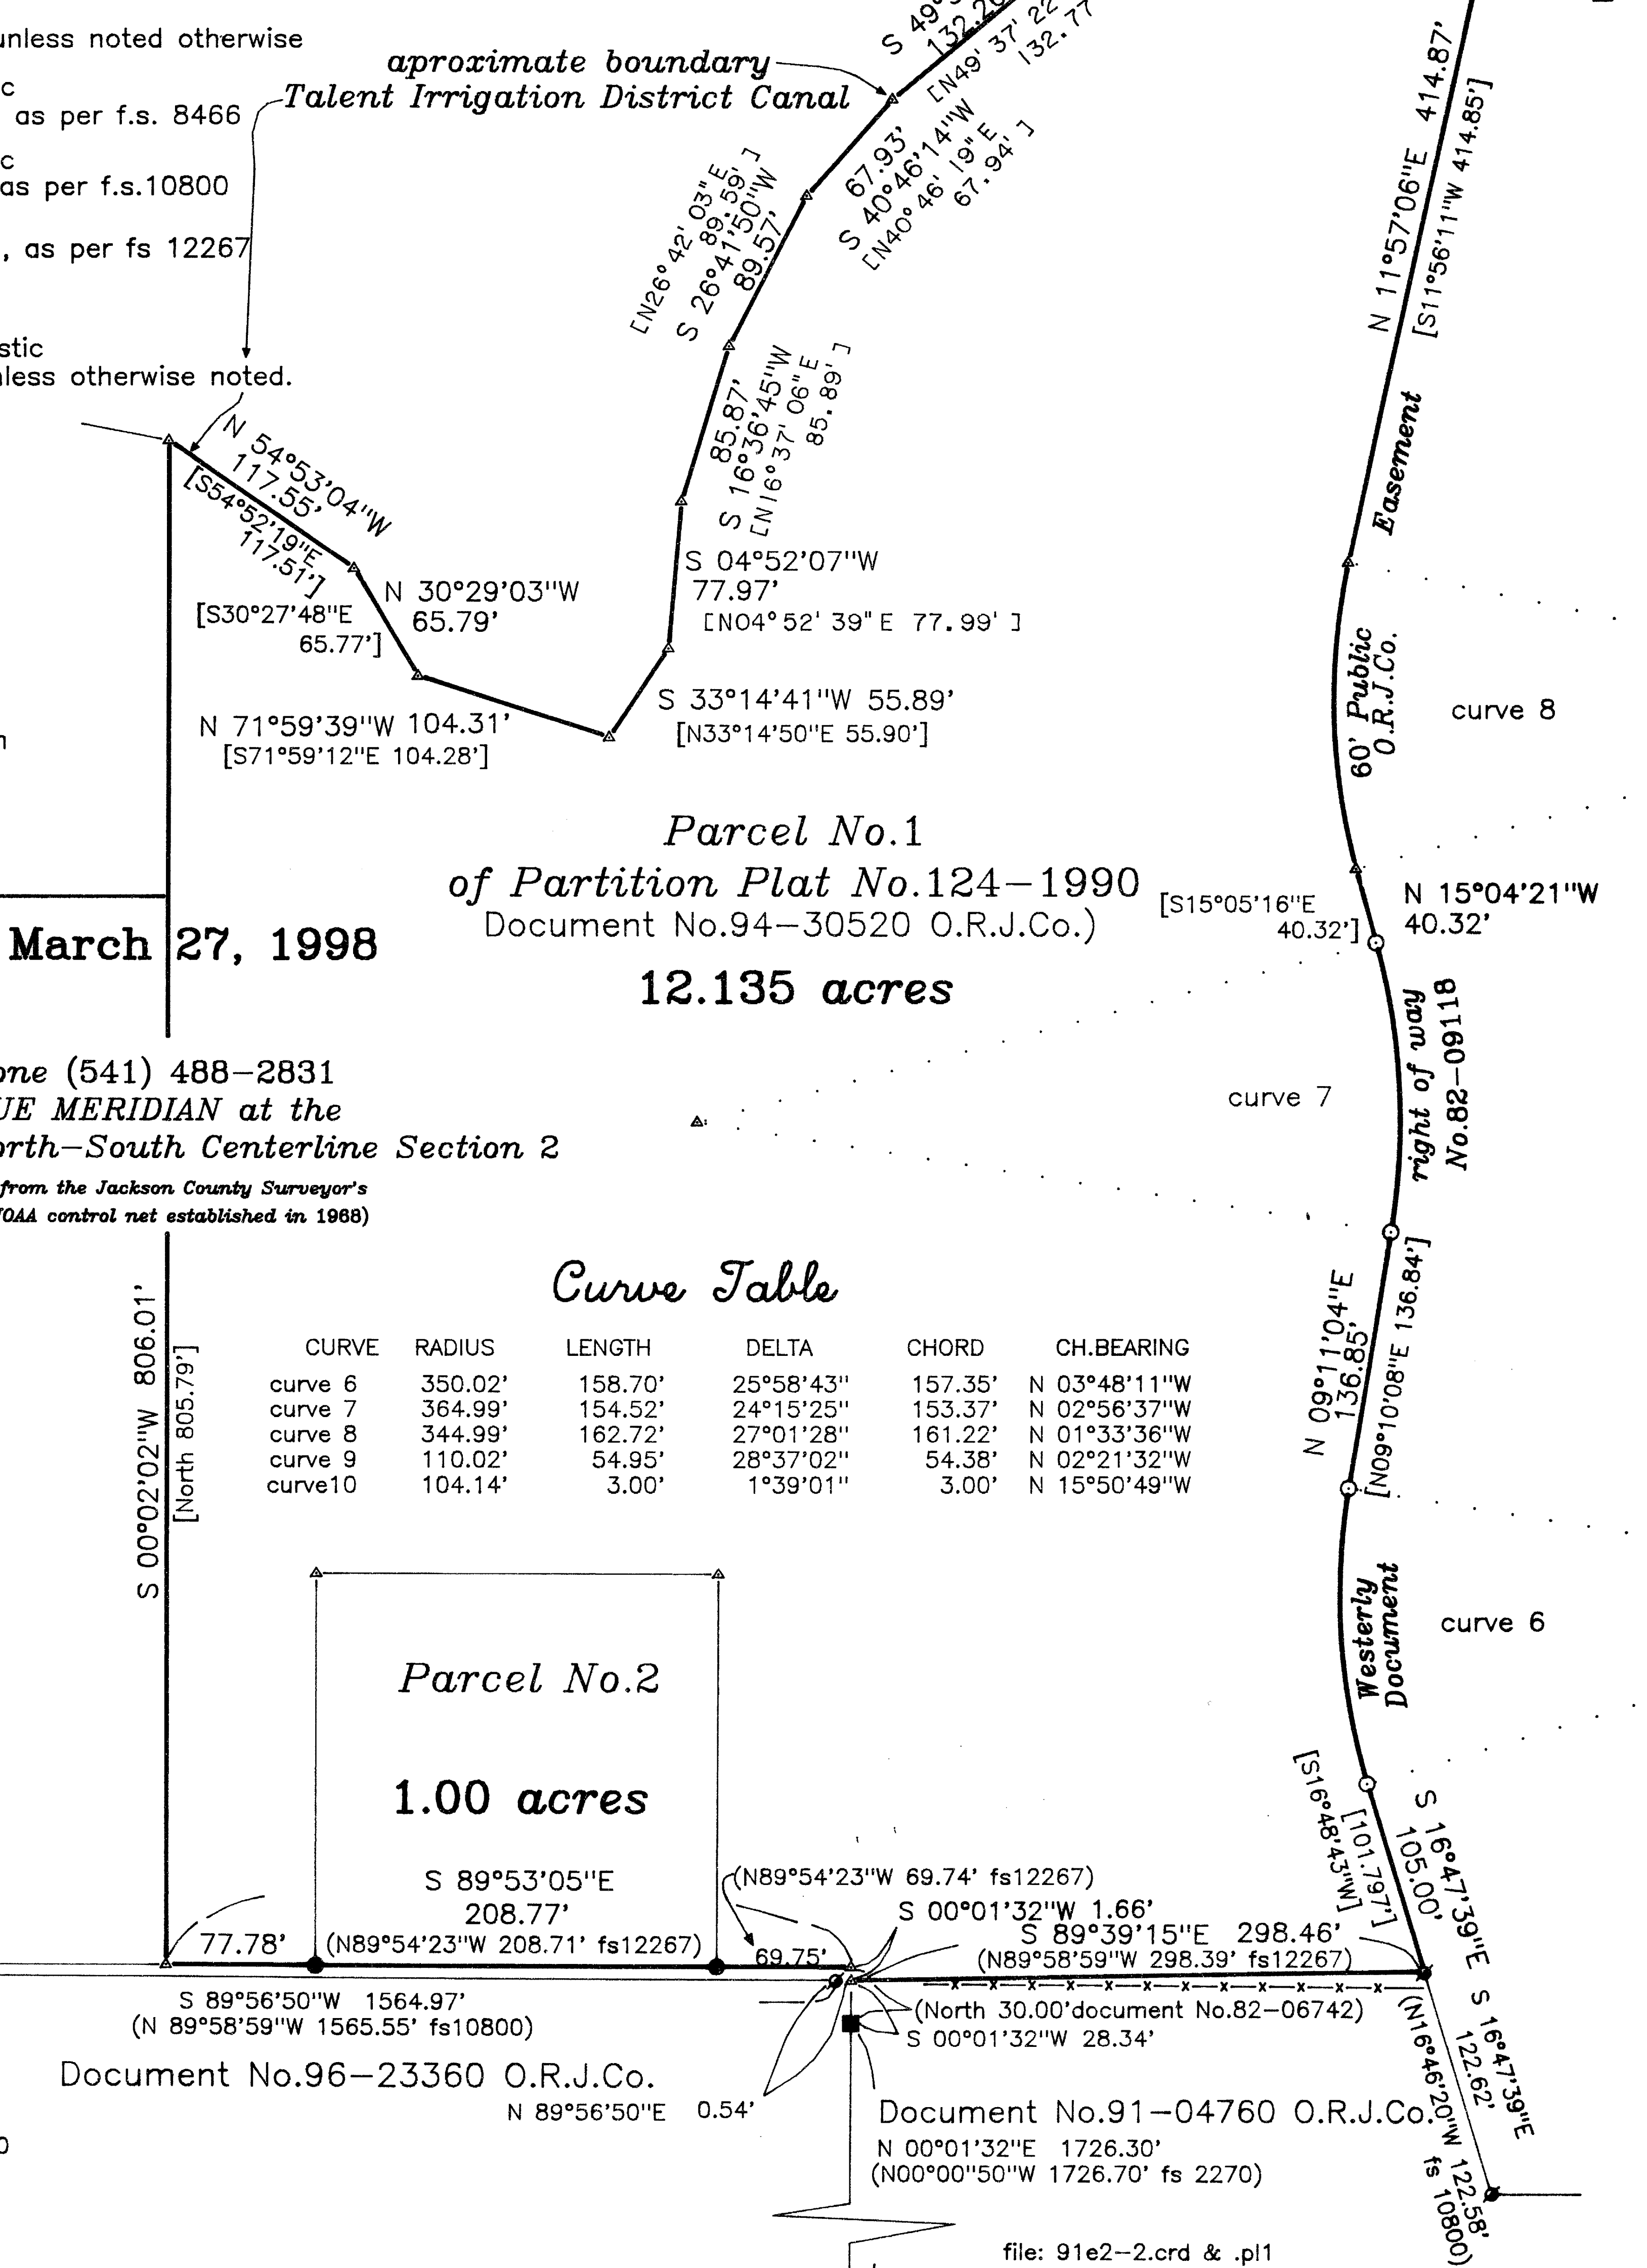 unless noted otherwise
as per f.s. 8466
as per f.s.10800
, as per fs 12267
unless otherwise noted.
aproximate boundary
Talent Irrigation District Canal
132.77
67.93'
S 40°46'14"W
[N40°46'19"E
67.94' ]
[N26°42'03"E
89.59' ]
S 26°41'50"W
89.57'
85.87'
S 16°36'45"W
[N16°37'06"E
85.89' ]
S 04°52'07"W
77.97'
[N04°52'39"E 77.99' ]
S 33°14'41"W 55.89'
[N33°14'50"E 55.90']
N 54°53'04"W
117.55'
[S54°52'19"E
117.51']
N 30°29'03"W
65.79'
[S30°27'48"E
65.77']
N 71°59'39"W 104.31'
[S71°59'12"E 104.28']
N 11°57'06"E 414.87'
[S11°56'11"W 414.85']
Easement
60' Public
O.R.J.Co.
curve 8
Parcel No.1
of Partition Plat No.124-1990
Document No.94-30520 O.R.J.Co.)
12.135 acres
[S15°05'16"E
40.32']
N 15°04'21"W
40.32'
March 27, 1998
right of way
No.82-09118
curve 7
(541) 488-2831
MERIDIAN at the
North-South Centerline Section 2
from the Jackson County Surveyor's
NOAA control net established in 1968)
N 09°11'04"E
136.85'
[N09°10'08"E 136.84']
S 00°02'02"W 806.01'
[North 805.79']
Curve Table
CURVE RADIUS LENGTH DELTA CHORD CH.BEARING
curve 6 350.02' 158.70' 25°58'43" 157.35' N 03°48'11"W
curve 7 364.99' 154.52' 24°15'25" 153.37' N 02°56'37"W
curve 8 344.99' 162.72' 27°01'28" 161.22' N 01°33'36"W
curve 9 110.02' 54.95' 28°37'02" 54.38' N 02°21'32"W
curve10 104.14' 3.00' 1°39'01" 3.00' N 15°50'49"W
Westerly
Document
curve 6
Parcel No.2
1.00 acres
S 89°53'05"E
208.77'
(N89°54'23"W 208.71' fs12267)
77.78'
69.75'
(N89°54'23"W 69.74' fs12267)
S 00°01'32"W 1.66'
S 89°39'15"E 298.46'
(N89°58'59"W 298.39' fs12267)
[S16°48'43"W]
[101.797']
S 16°47'39"E
105.00'
S 89°56'50"W 1564.97'
(N 89°58'59"W 1565.55' fs10800)
(North 30.00'document No.82-06742)
S 00°01'32"W 28.34'
Document No.96-23360 O.R.J.Co.
N 89°56'50"E 0.54'
Document No.91-04760 O.R.J.Co.
N 00°01'32"E 1726.30'
(N00°00"50"W 1726.70' fs 2270)
S 16°47'39"E
122.62'
(N16°46'20"W 122.58'
fs 10800)
file: 91e2-2.crd & .pl1